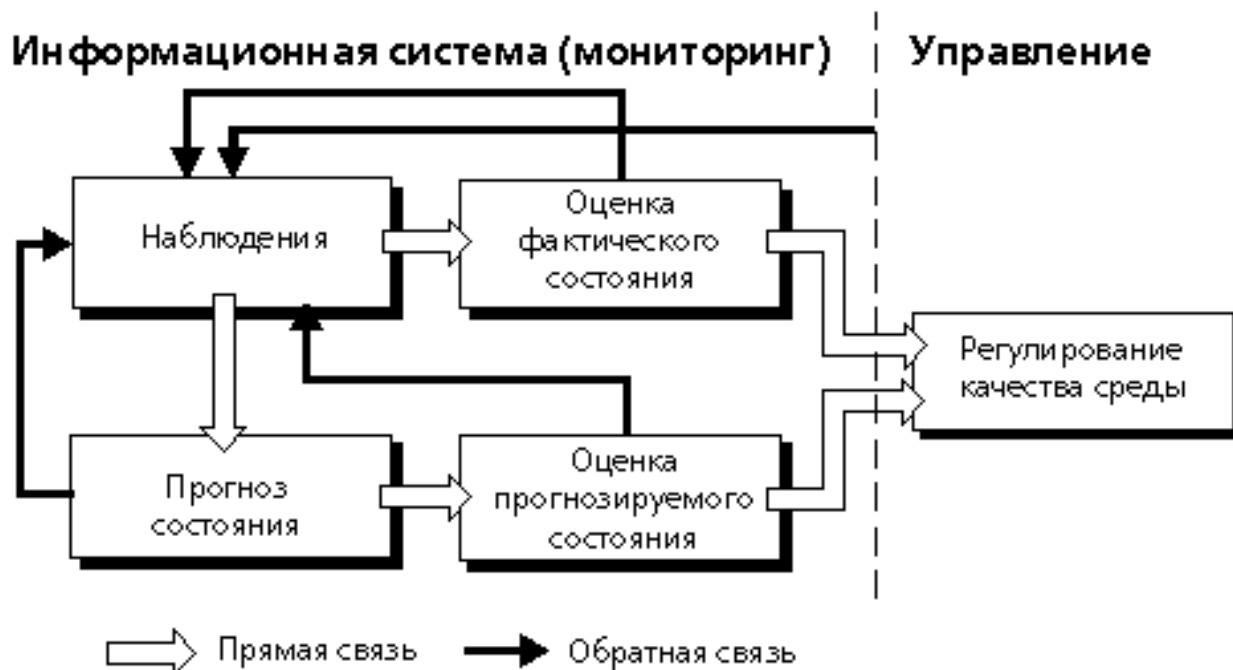 Информационная система (мониторинг)
Управление
Наблюдения
Оценка
фактического
состояния
Регулирование
качества среды
Прогноз
состояния
Оценка
прогнозируемого
состояния
Прямая связь
Обратная связь